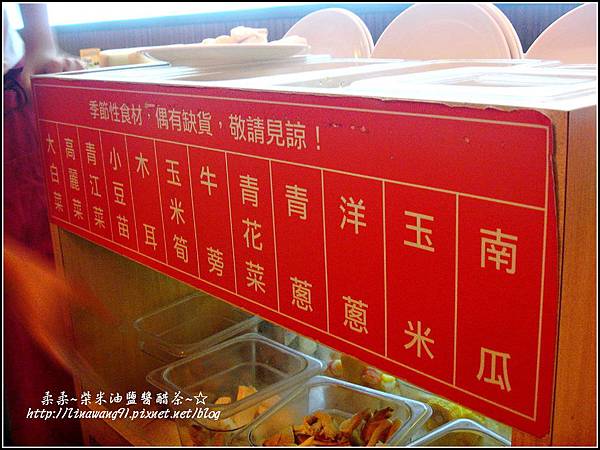 季節性食材，偶有缺貨，敬請見諒！
大白菜
高麗菜
青江菜
小豆苗
木耳
玉米筍
牛蒡
青花菜
青蔥
洋蔥
玉米
南瓜
柔柔~柴米油鹽醬醋茶~☆
http://linawang91.pixnet.net/blog